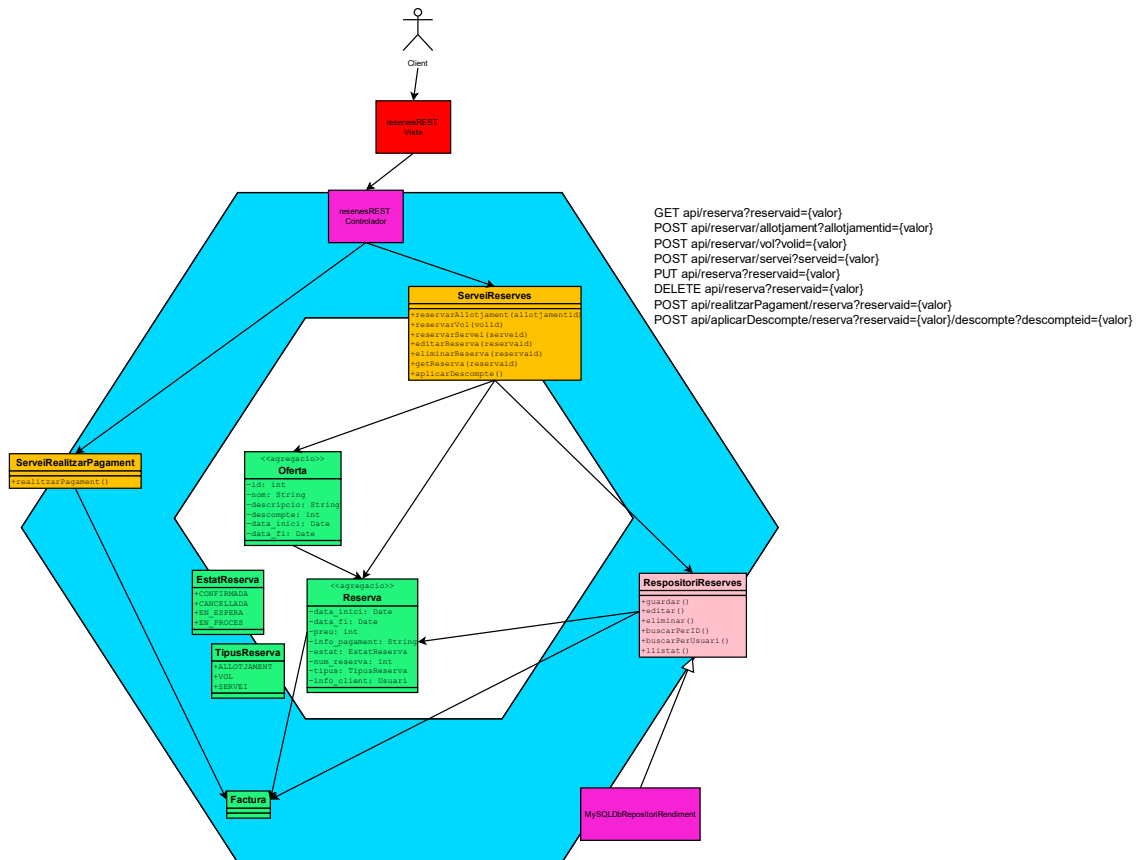 Client
reservesREST
Vista
reservesREST
Controlador
GET api/reserva?reservaid={valor}
POST api/reservar/allotjament?allotjamentid={valor}
POST api/reservar/vol?volid={valor}
POST api/reservar/servei?serveid={valor}
PUT api/reserva?reservaid={valor}
DELETE api/reserva?reservaid={valor}
POST api/realitzarPagament/reserva?reservaid={valor}
POST api/aplicarDescompte/reserva?reservaid={valor}/descompte?descompteid={valor}
ServeiReserves
+reservarAllotjament(allotjamentid)
+reservarVol(volid)
+reservarServei(serveid)
+editarReserva(reservaid)
+eliminarReserva(reservaid)
+getReserva(reservaid)
+aplicarDescompte()
ServeiRealitzarPagament
+realitzarPagament()
<<agregacio>>
Oferta
-id: int
-nom: String
-descripcio: String
-descompte: int
-data_inici: Date
-data_fi: Date
EstatReserva
+CONFIRMADA
+CANCELLADA
+EN_ESPERA
+EN_PROCES
<<agregacio>>
Reserva
-data_inici: Date
-data_fi: Date
-preu: int
-info_pagament: String
-estat: EstatReserva
-num_reserva: int
-tipus: TipusReserva
-info_client: Usuari
RespositoriReserves
+guardar()
+editar()
+eliminar()
+buscarPerID()
+buscarPerUsuari()
+llistat()
TipusReserva
+ALLOTJAMENT
+VOL
+SERVEI
Factura
MySQLDbRepositoriRendiment